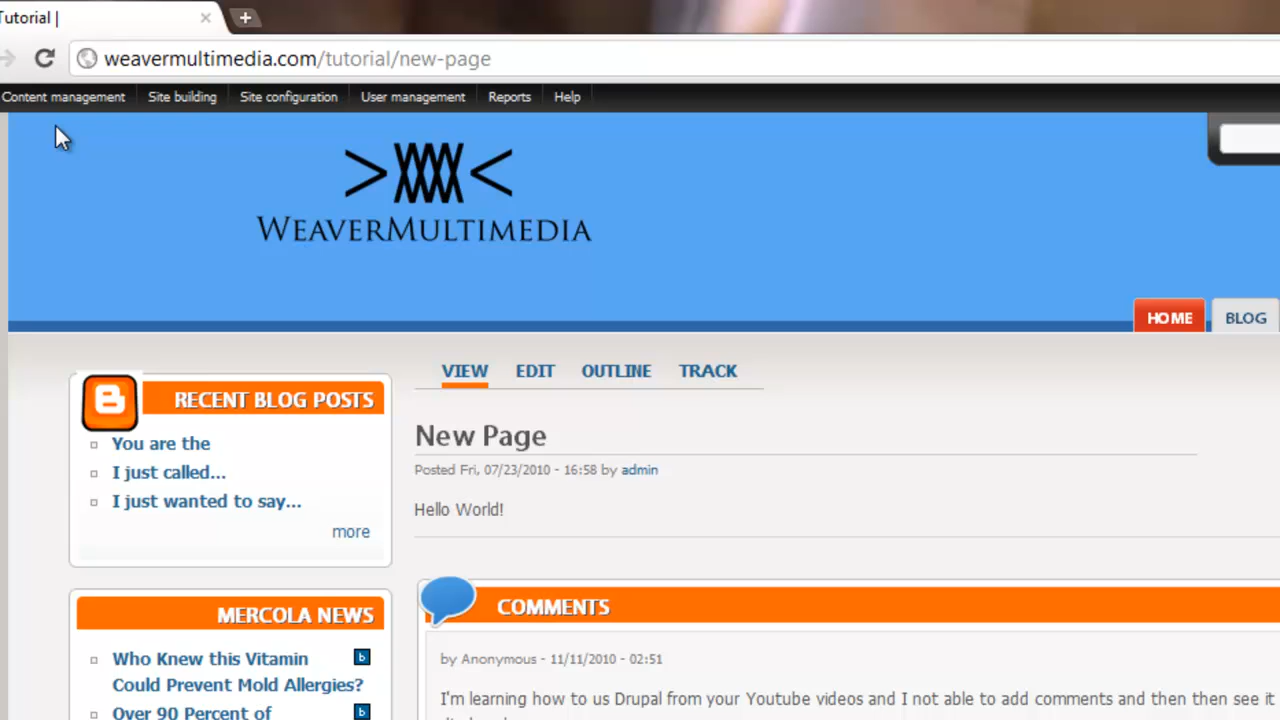 Tutorial |
weavermultimedia.com/tutorial/new-page
Content management Site building Site configuration User management Reports Help
WEAVERMULTIMEDIA
HOME BLOG
VIEW EDIT OUTLINE TRACK
RECENT BLOG POSTS
You are the
I just called...
I just wanted to say...
more
New Page
Posted Fri, 07/23/2010 - 16:58 by admin
Hello World!
MERCOLA NEWS
Who Knew this Vitamin
Could Prevent Mold Allergies?
Over 90 Percent of
COMMENTS
by Anonymous - 11/11/2010 - 02:51
I'm learning how to us Drupal from your Youtube videos and I not able to add comments and then then see it